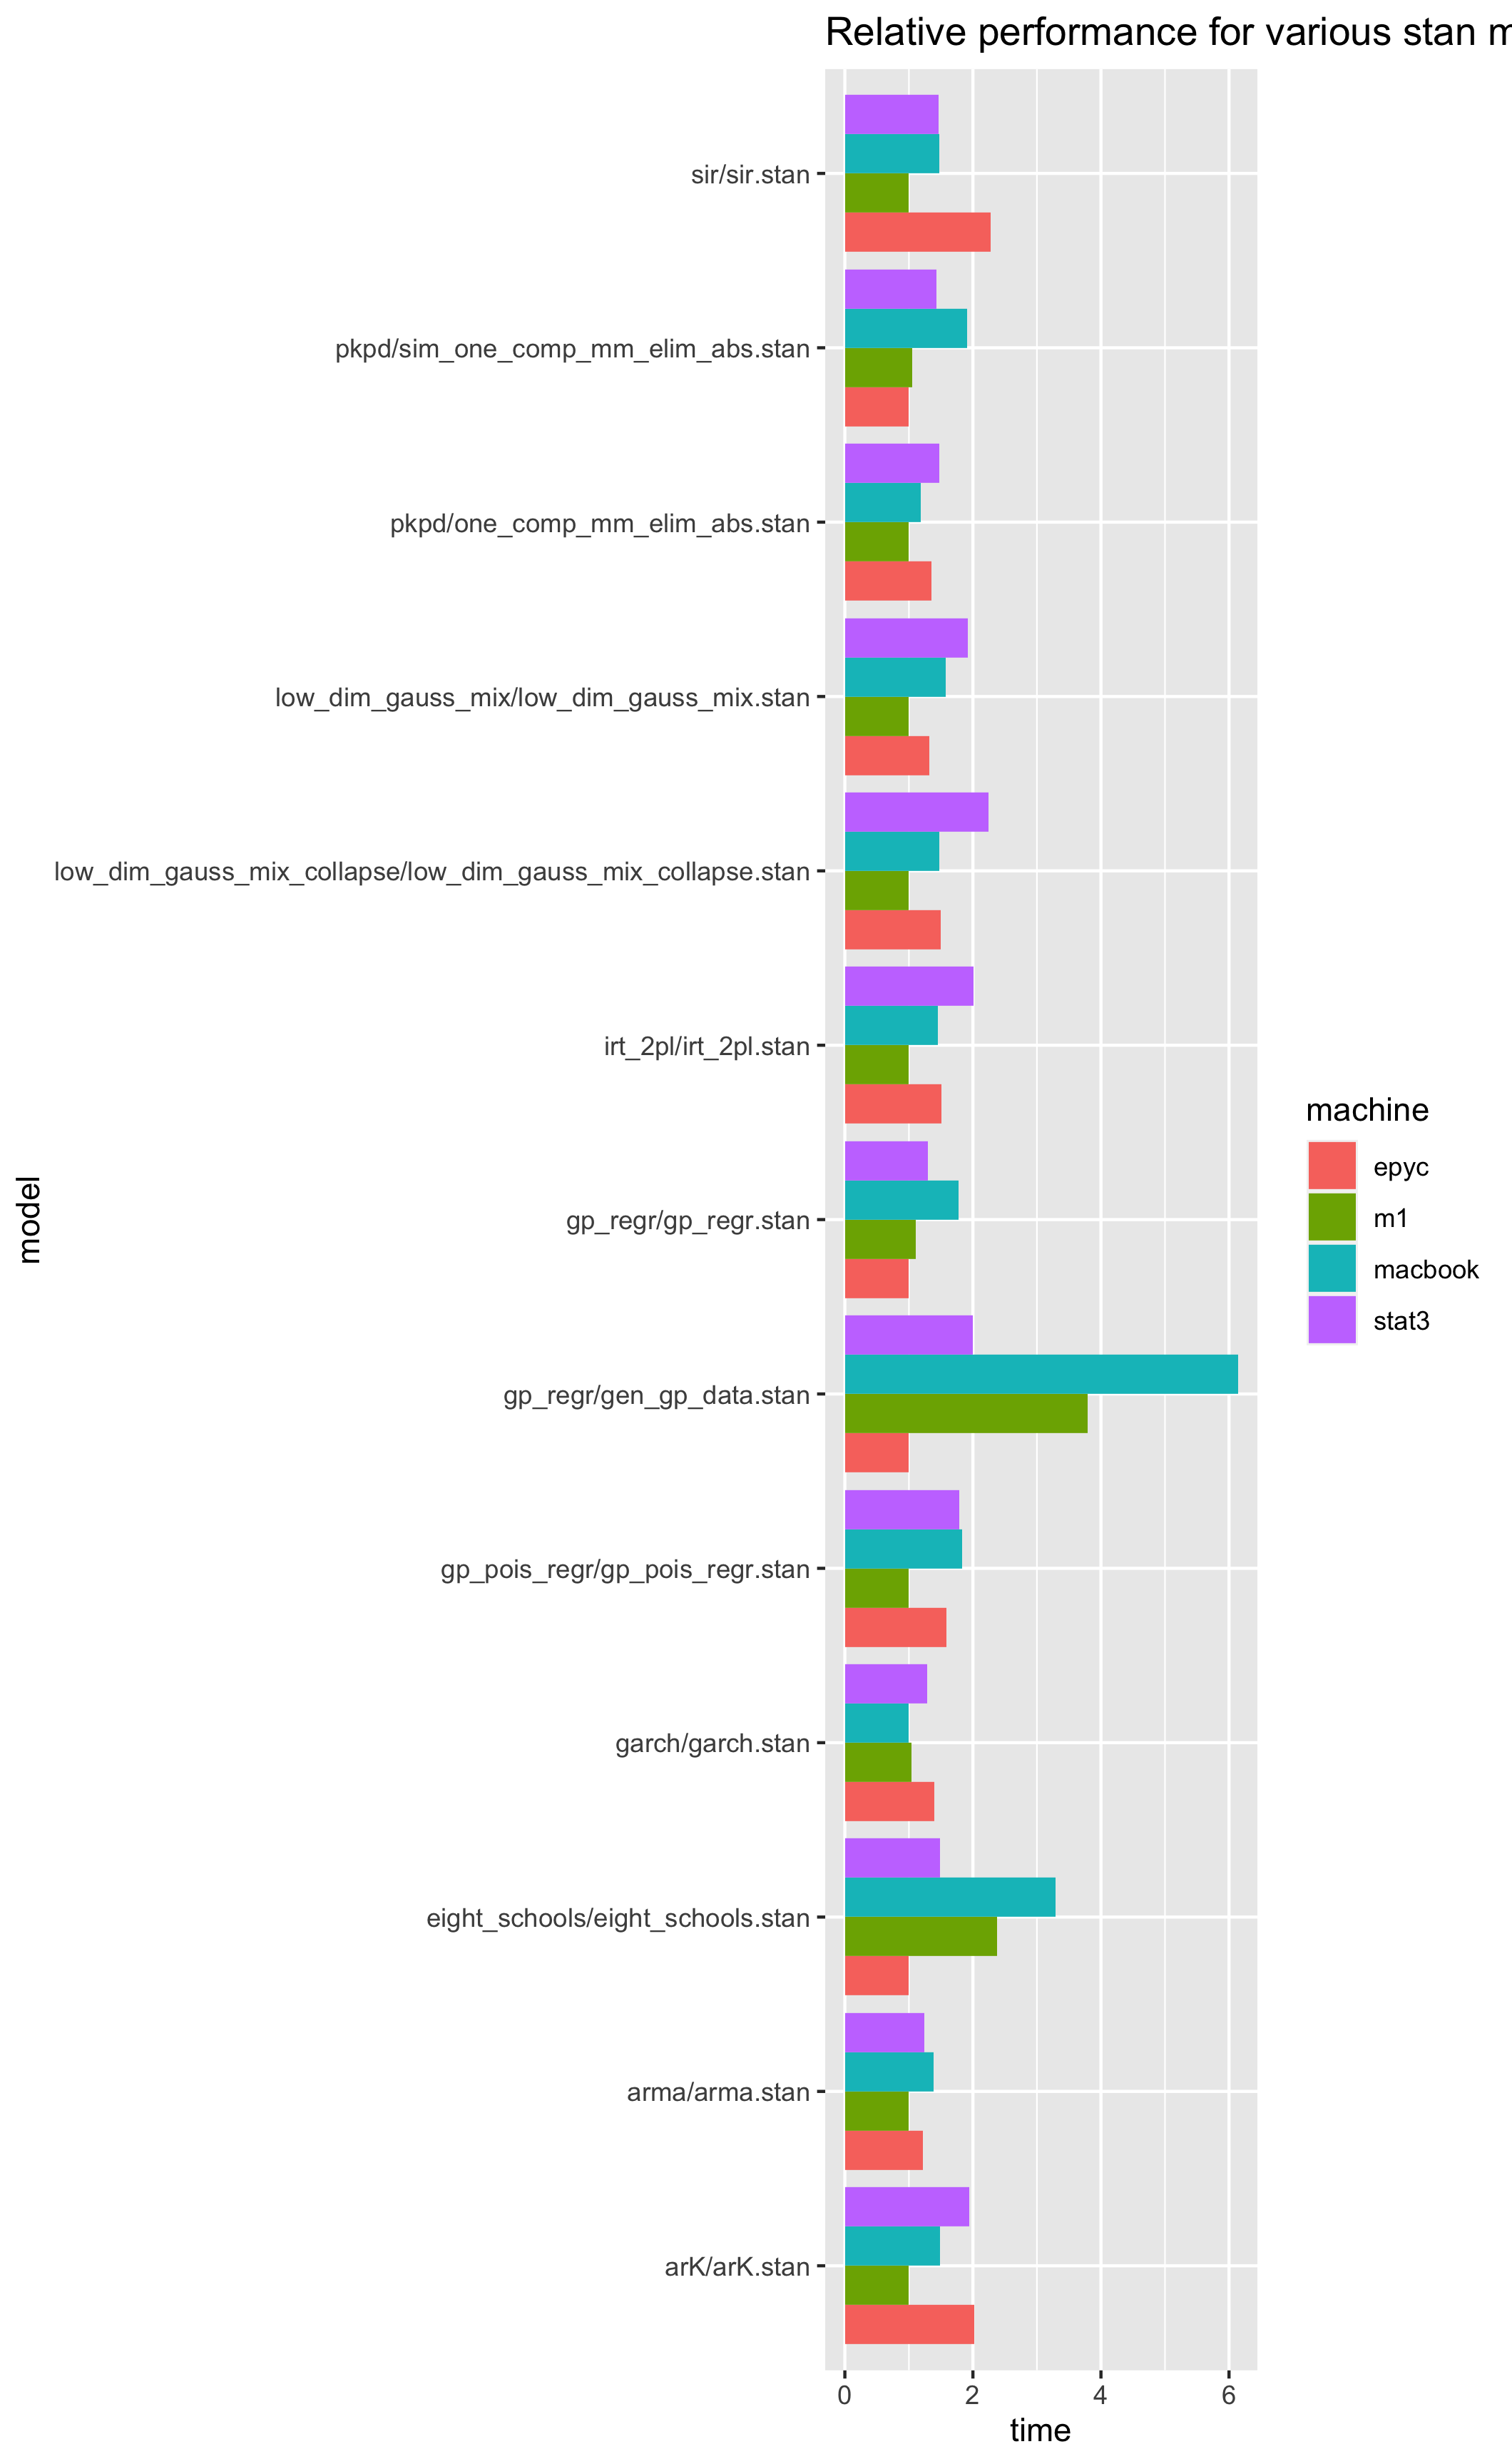 Relative performance for various stan
sir/sir.stan
pkpd/sim_one_comp_mm_elim_abs.stan
pkpd/one_comp_mm_elim_abs.stan
low_dim_gauss_mix/low_dim_gauss_mix.stan
low_dim_gauss_mix_collapse/low_dim_gauss_mix_collapse.stan
irt_2pl/irt_2pl.stan
gp_regr/gp_regr.stan
gp_regr/gen_gp_data.stan
gp_pois_regr/gp_pois_regr.stan
garch/garch.stan
eight_schools/eight_schools.stan
arma/arma.stan
arK/arK.stan
model
0 2 4 6
time
machine
epyc
m1
macbook
stat3